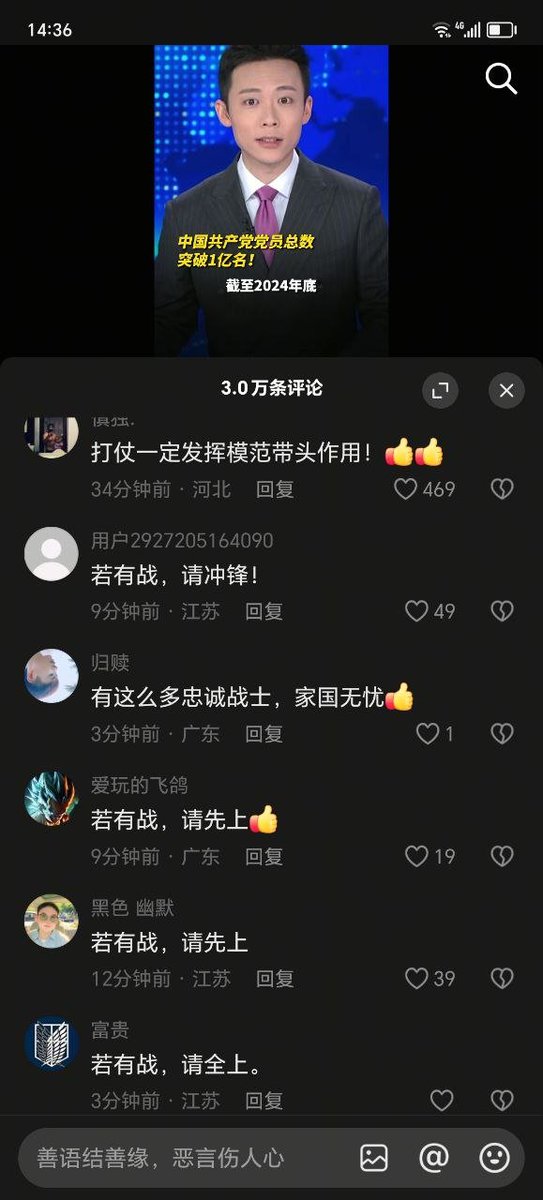 14:36
4G
中国共产党党员总数
突破1亿名!
截至2024年底
3.0万条评论
慎独.
打仗一定发挥模范带头作用!
34分钟前 · 河北 回复
469
用户2927205164090
若有战，请冲锋!
9分钟前 · 江苏 回复
49
归赎
有这么多忠诚战士，家国无忧
3分钟前 · 广东 回复
1
爱玩的飞鸽
若有战，请先上
9分钟前 · 广东 回复
19
黑色 幽默
若有战，请先上
12分钟前 · 江苏 回复
39
富贵
若有战，请全上。
3分钟前 · 江苏 回复
善语结善缘，恶言伤人心
@